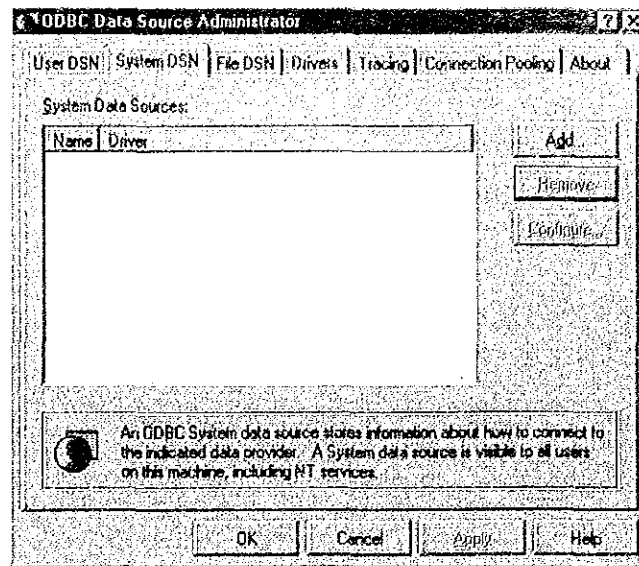 ODBC Data Source Administrator
User DSN System DSN File DSN Drivers Tracing Connection Pooling About
System Data Sources:
Name Driver
Add...
Remove
Configure...
An ODBC System data source stores information about how to connect to
the indicated data provider. A System data source is visible to all users
on this machine, including NT services.
OK Cancel Apply Help